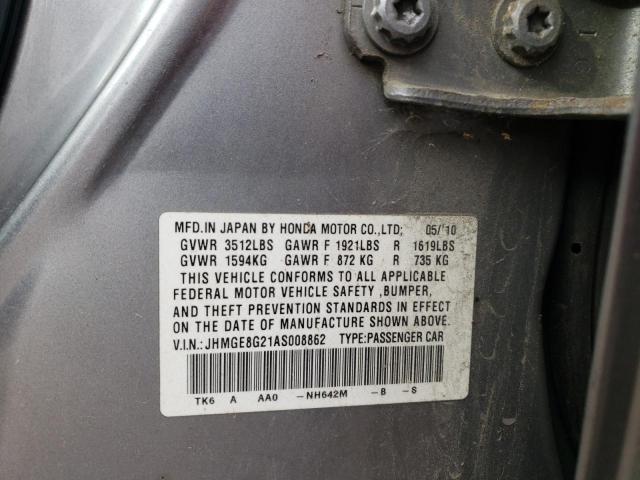 MFD.IN JAPAN BY HONDA MOTOR CO.,LTD; 05/10
GVWR 3512LBS GAWR F 1921LBS R 1619LBS
GVWR 1594KG GAWR F 872 KG R 735 KG
THIS VEHICLE CONFORMS TO ALL APPLICABLE
FEDERAL MOTOR VEHICLE SAFETY ,BUMPER,
AND THEFT PREVENTION STANDARDS IN EFFECT
ON THE DATE OF MANUFACTURE SHOWN ABOVE.
V.I.N.: JHMGE8G21AS008862 TYPE:PASSENGER CAR
TK6 A AA0 -NH642M -B -S